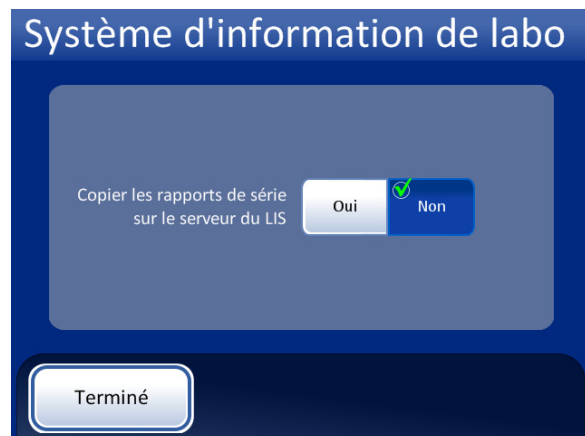 Système d'information de labo
Copier les rapports de série
sur le serveur du LIS
Oui
Non
Terminé